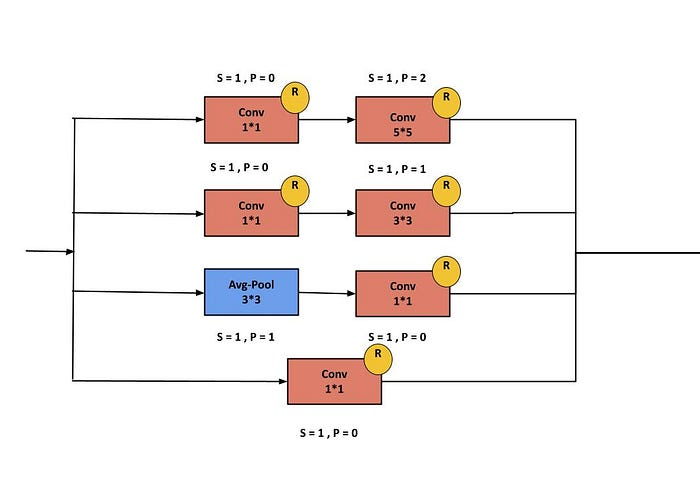 S = 1 , P = 0
S = 1 , P = 2
R
R
Conv
1*1
Conv
5*5
S = 1 , P = 0
S = 1 , P = 1
R
R
Conv
1*1
Conv
3*3
R
Avg-Pool
3*3
Conv
1*1
S = 1 , P = 1
S = 1 , P = 0
R
Conv
1*1
S = 1 , P = 0